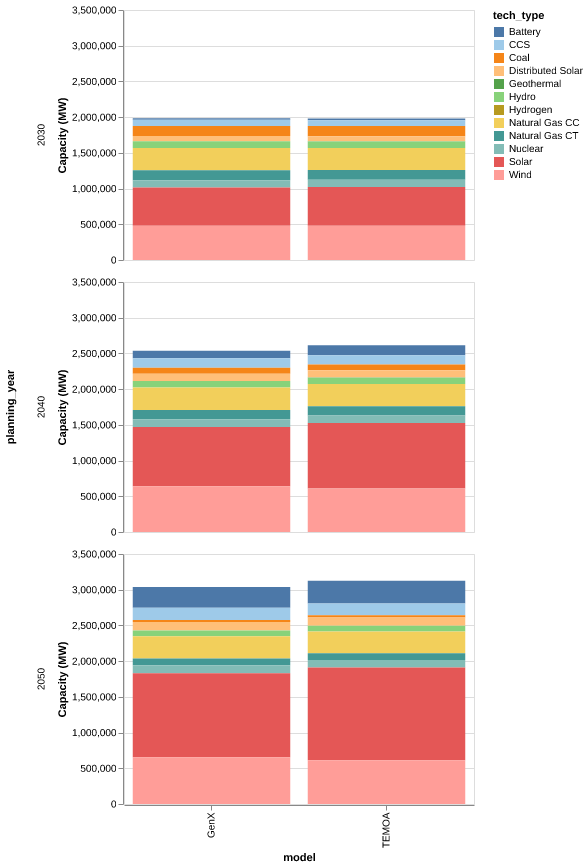 tech_type
Battery
CCS
Coal
Distributed Solar
Geothermal
Hydro
Hydrogen
Natural Gas CC
Natural Gas CT
Nuclear
Solar
Wind
planning_year
2030
Capacity (MW)
3,500,000
3,000,000
2,500,000
2,000,000
1,500,000
1,000,000
500,000
0
2040
Capacity (MW)
3,500,000
3,000,000
2,500,000
2,000,000
1,500,000
1,000,000
500,000
0
2050
Capacity (MW)
3,500,000
3,000,000
2,500,000
2,000,000
1,500,000
1,000,000
500,000
0
GenX
TEMOA
model